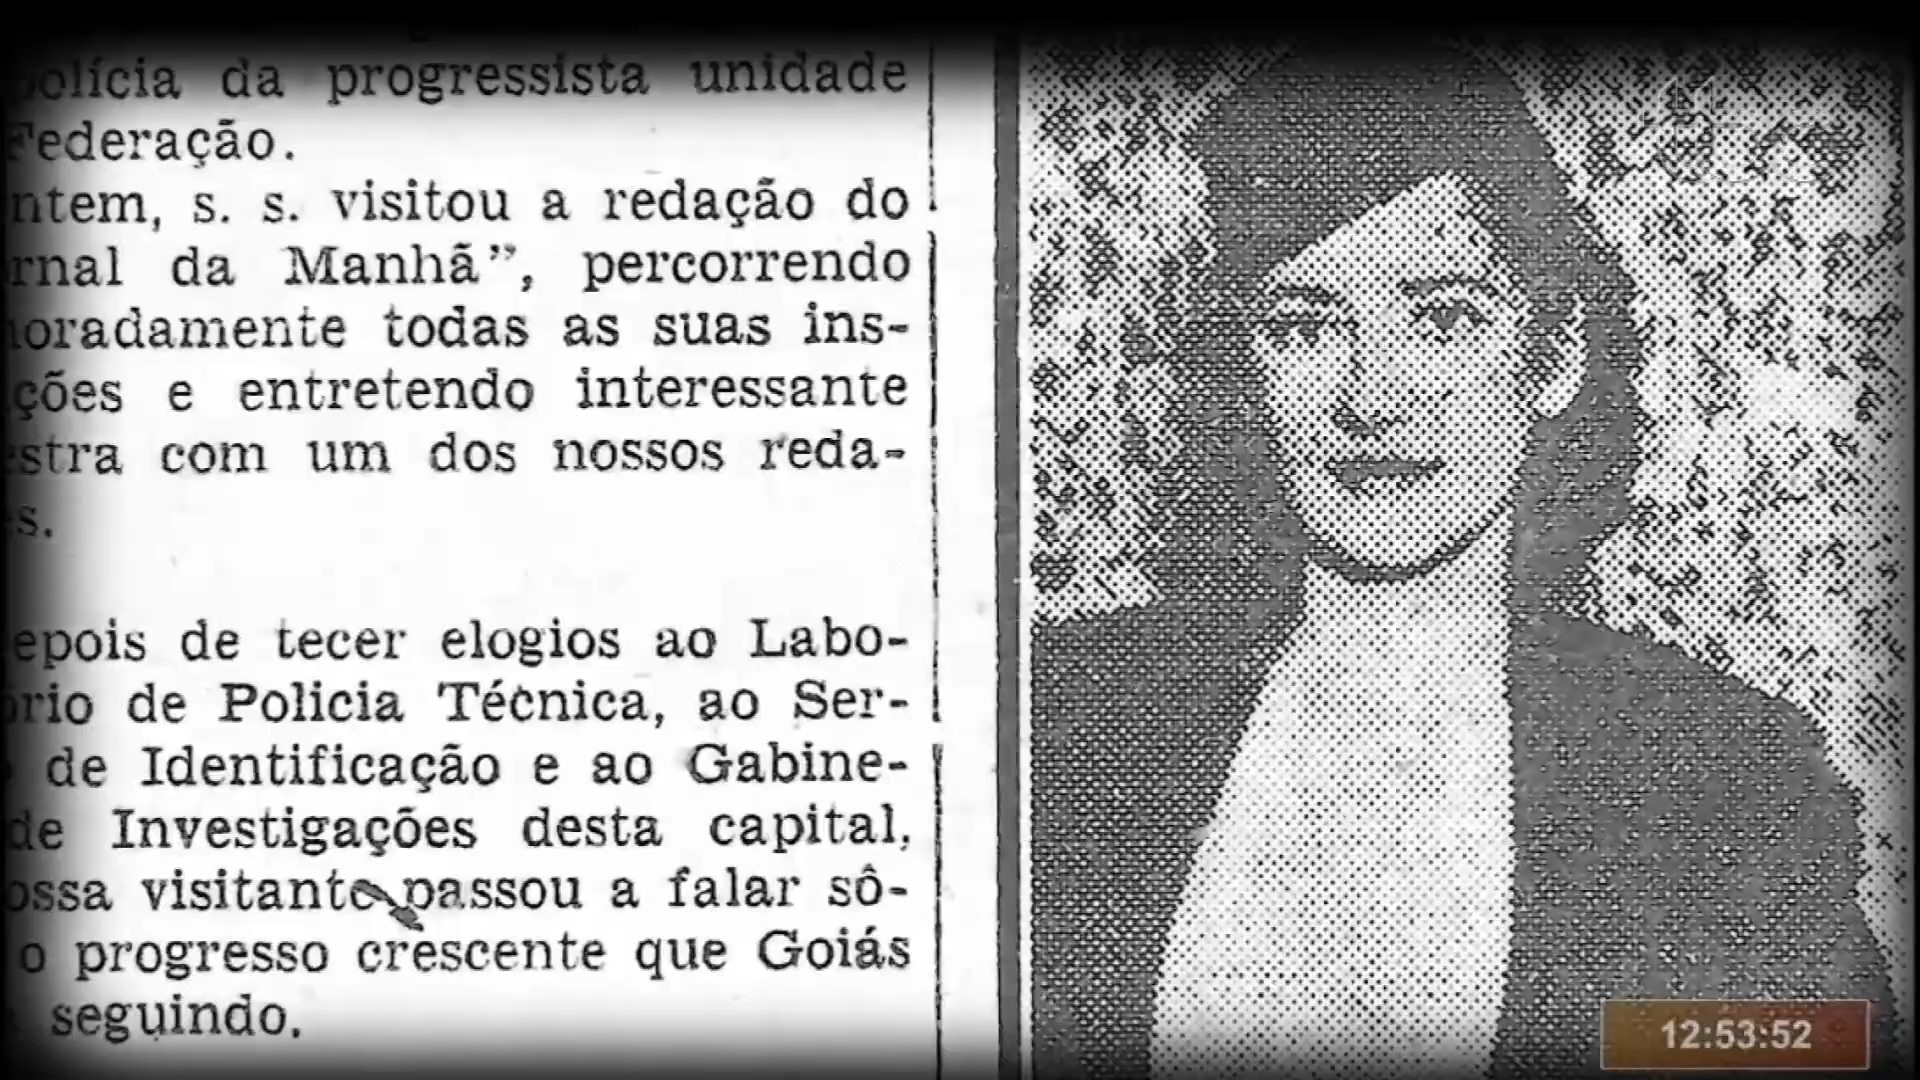 polícia da progressista unidade
Federação.
ntem, s. s. visitou a redação do
rnal da Manhã”, percorrendo
oradamente todas as suas ins-
ções e entretendo interessante
stra com um dos nossos reda-
s.
epois de tecer elogios ao Labo-
rio de Policia Técnica, ao Ser-
de Identificação e ao Gabine-
de Investigações desta capital,
ossa visitante passou a falar sô-
o progresso crescente que Goiás
seguindo.
12:53:52